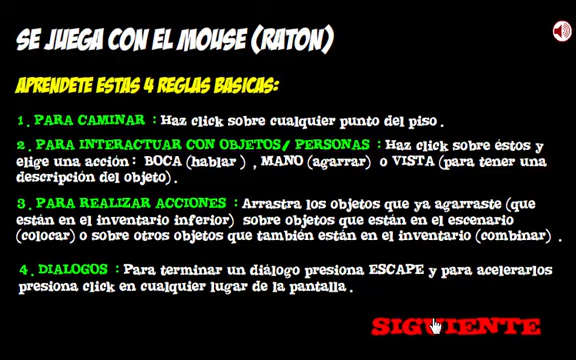 SE JUEGA CON EL MOUSE (RATON)
APRENDETE ESTAS 4 REGLAS BASICAS:
1. PARA CAMINAR : Haz click sobre cualquier punto del piso .
2. PARA INTERACTUAR CON OBJETOS/ PERSONAS : Haz click sobre éstos y
elige una acción: BOCA (hablar ) , MANO (agarrar) o VISTA (para tener una
descripción del objeto).
3. PARA REALIZAR ACCIONES : Arrastra los objetos que ya agarraste (que
están en el inventario inferior) sobre objetos que están en el escenario
(colocar) o sobre otros objetos que también están en el inventario (combinar) .
4. DIALOGOS : Para terminar un diálogo presiona ESCAPE y para acelerarlos
presiona click en cualquier lugar de la pantalla .
SIGUIENTE